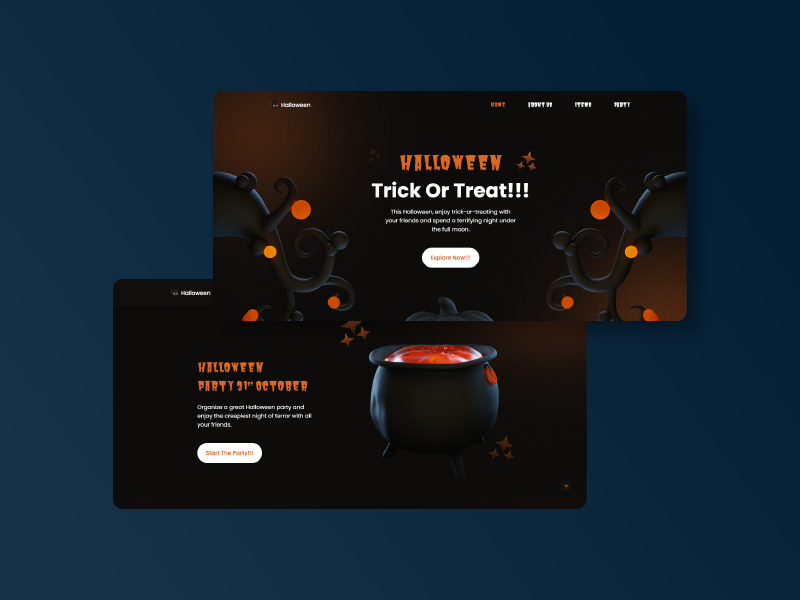 Halloween
HOME ABOUT US ITEMS PARTY
HALLOWEEN
Trick Or Treat!!!
This Halloween, enjoy trick-or-treating with
your friends and spend a terrifying night under
the full moon.
Explore Now!!!
Halloween
HALLOWEEN
PARTY 31ST OCTOBER
Organize a great Halloween party and
enjoy the creepiest night of terror with all
your friends.
Start The Party!!!